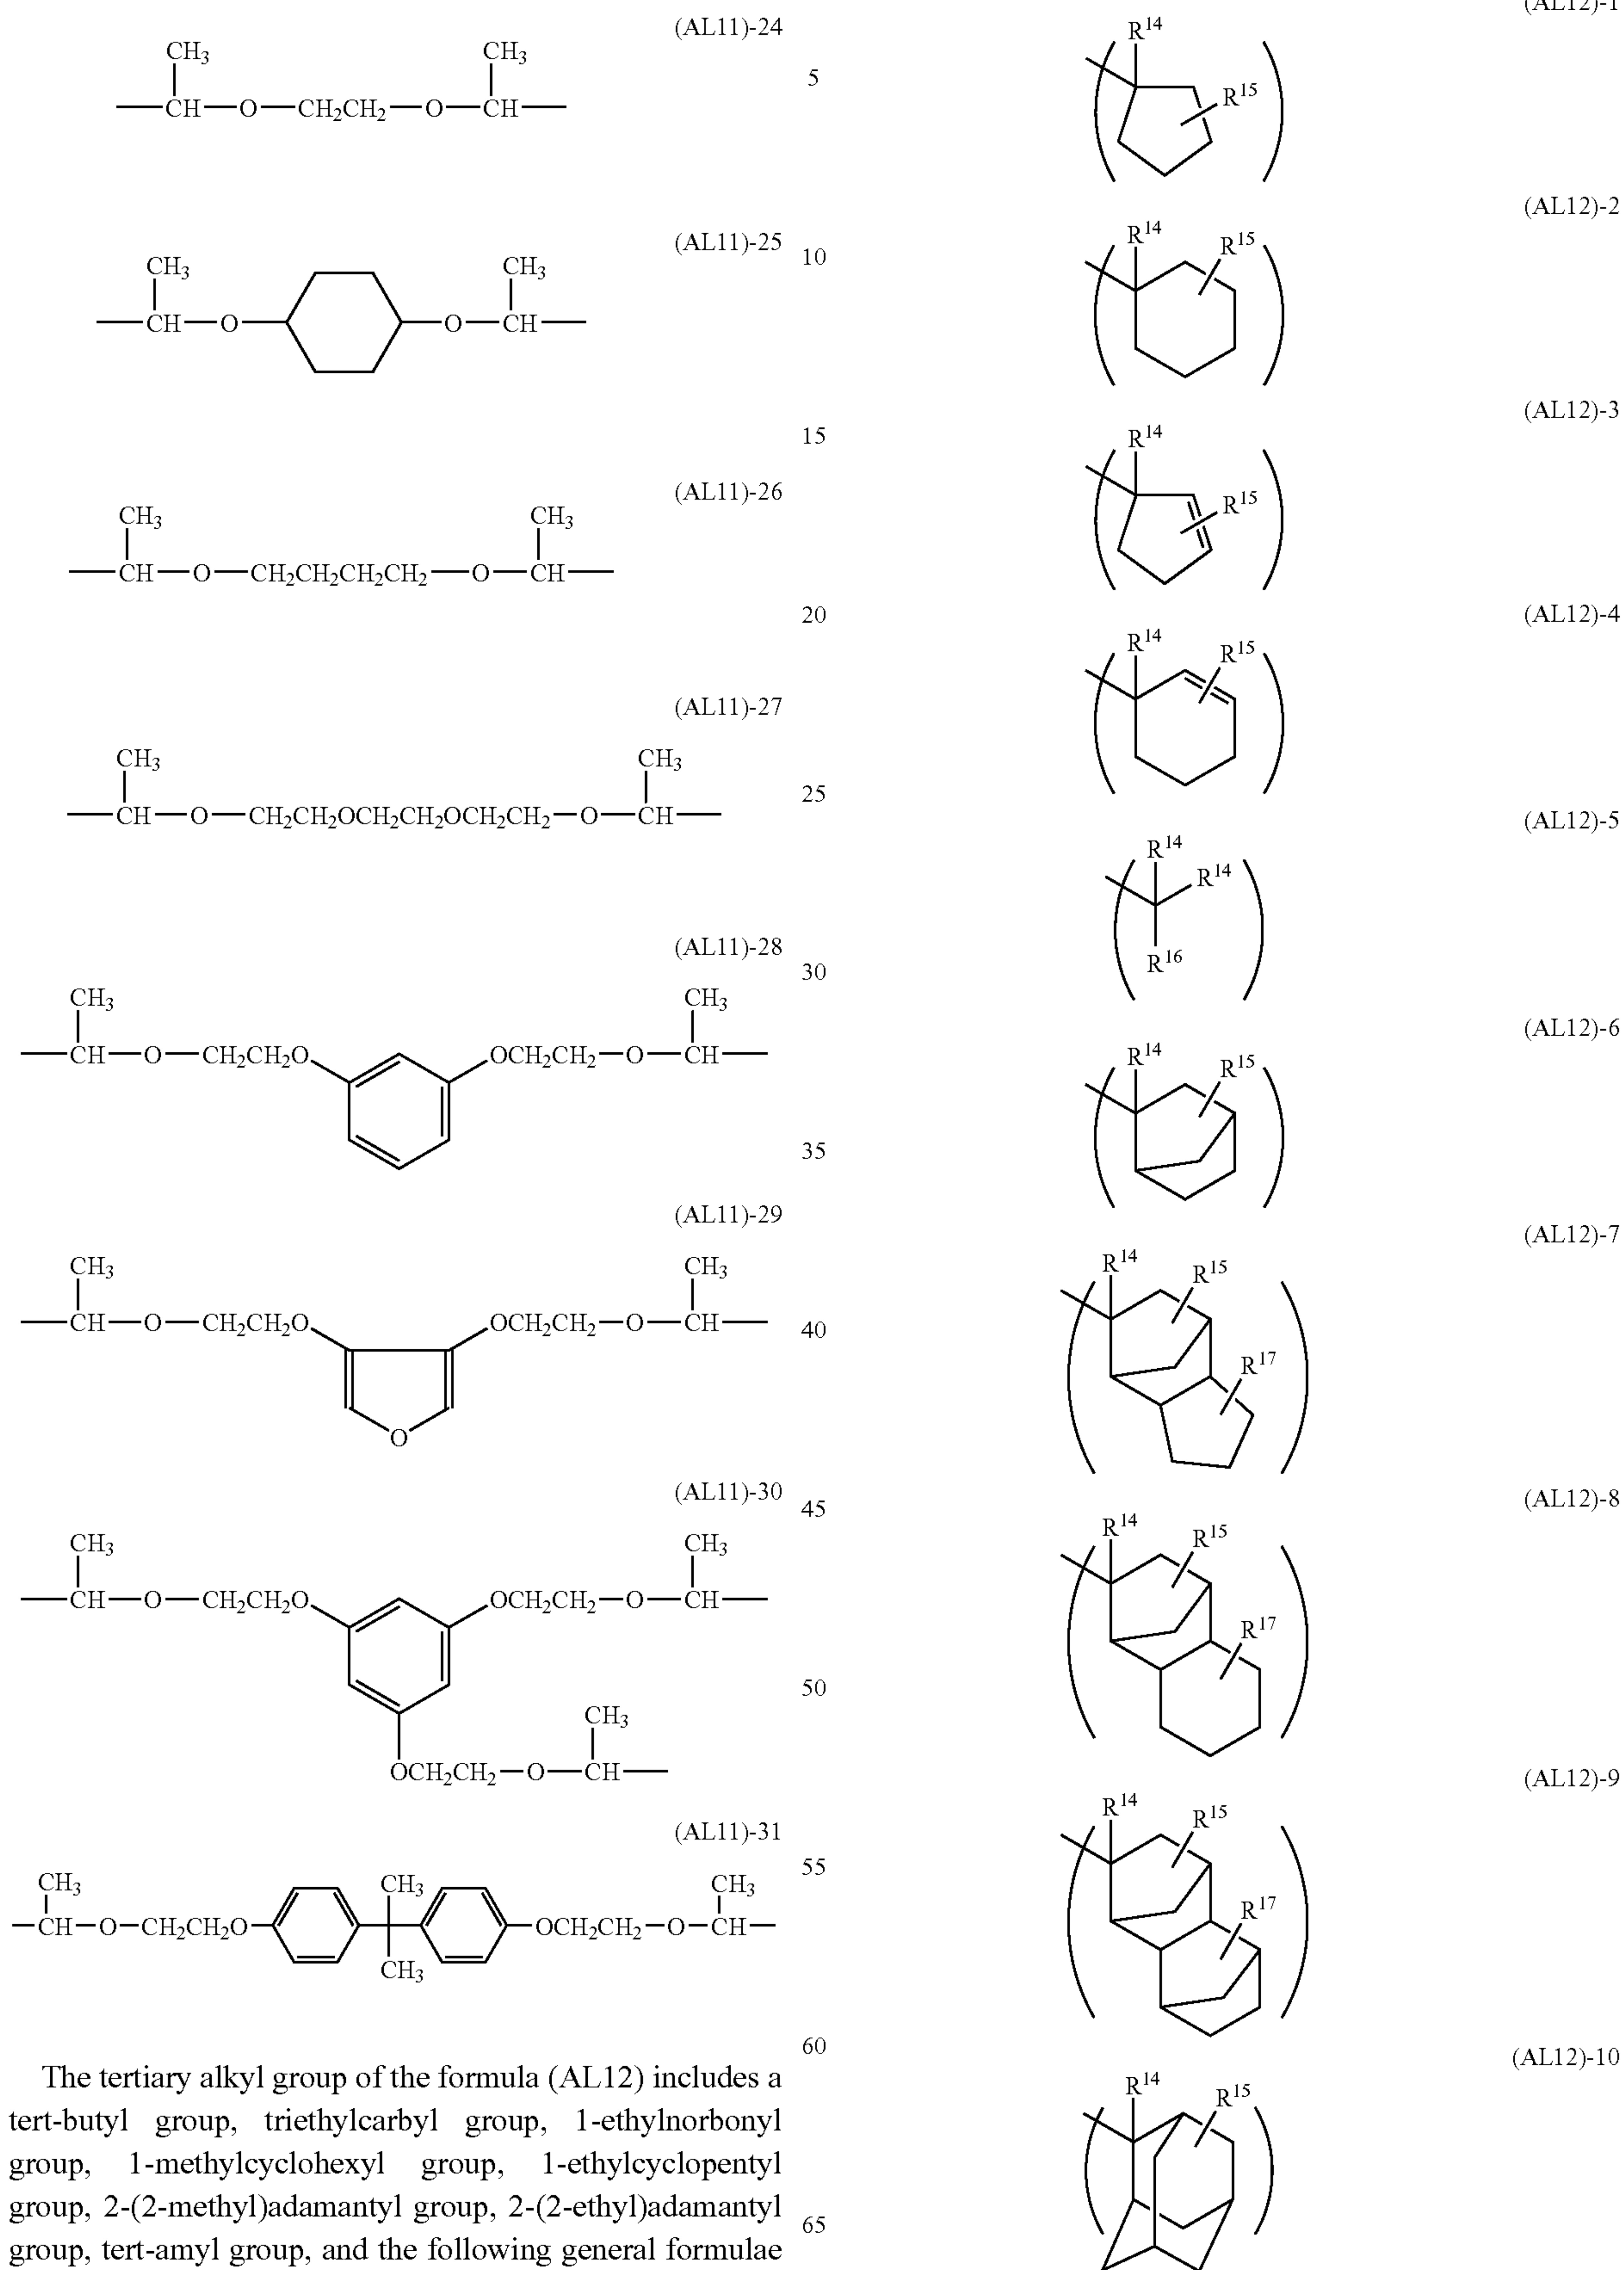 (AL11)-24
CH₃ CH₃
CH—O—CH₂CH₂—O—CH
(AL11)-25
CH₃ CH₃
CH—O O—CH
(AL11)-26
CH₃ CH₃
CH—O—CH₂CH₂CH₂CH₂—O—CH
(AL11)-27
CH₃ CH₃
CH—O—CH₂CH₂OCH₂CH₂OCH₂CH₂—O—CH
(AL11)-28
CH₃ CH₃
CH—O—CH₂CH₂O OCH₂CH₂—O—CH
(AL11)-29
CH₃ CH₃
CH—O—CH₂CH₂O OCH₂CH₂—O—CH
O
(AL11)-30
CH₃ CH₃
CH—O—CH₂CH₂O OCH₂CH₂—O—CH
CH₃
OCH₂CH₂—O—CH
(AL11)-31
CH₃ CH₃ CH₃
CH—O—CH₂CH₂O OCH₂CH₂—O—CH
CH₃
The tertiary alkyl group of the formula (AL12) includes a
tert-butyl group, triethylcarbyl group, 1-ethylnorbonyl
group, 1-methylcyclohexyl group, 1-ethylcyclopentyl
group, 2-(2-methyl)adamantyl group, 2-(2-ethyl)adamantyl
group, tert-amyl group, and the following general formulae
5
10
15
20
25
30
35
40
45
50
55
60
65
(AL12)-1
R¹⁴
R¹⁵
(AL12)-2
R¹⁴
R¹⁵
(AL12)-3
R¹⁴
R¹⁵
(AL12)-4
R¹⁴
R¹⁵
(AL12)-5
R¹⁴
R¹⁴
R¹⁶
(AL12)-6
R¹⁴
R¹⁵
(AL12)-7
R¹⁴
R¹⁵
R¹⁷
(AL12)-8
R¹⁴
R¹⁵
R¹⁷
(AL12)-9
R¹⁴
R¹⁵
R¹⁷
(AL12)-10
R¹⁴
R¹⁵